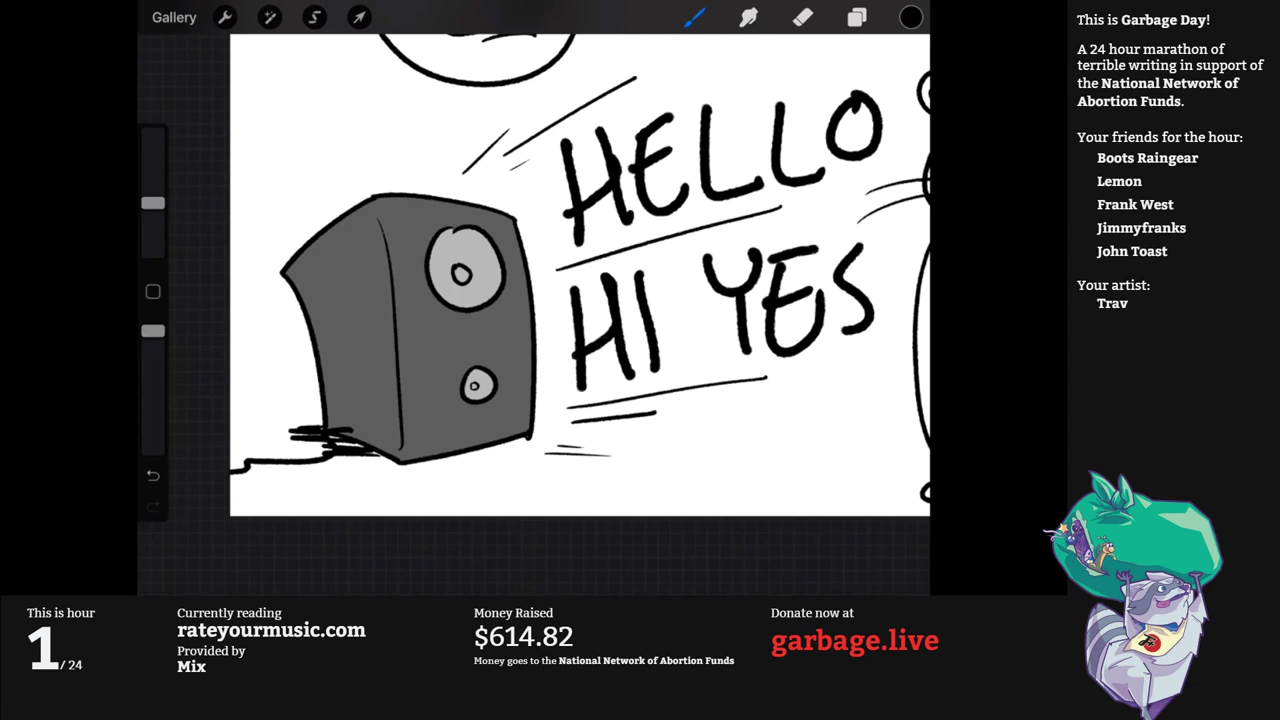 Gallery
HELLO
HI YES
This is Garbage Day!
A 24 hour marathon of
terrible writing in support of
the National Network of
Abortion Funds.
Your friends for the hour:
Boots Raingear
Lemon
Frank West
Jimmyfranks
John Toast
Your artist:
Trav
This is hour
1 / 24
Currently reading
rateyourmusic.com
Provided by
Mix
Money Raised
$614.82
Money goes to the National Network of Abortion Funds
Donate now at
garbage.live